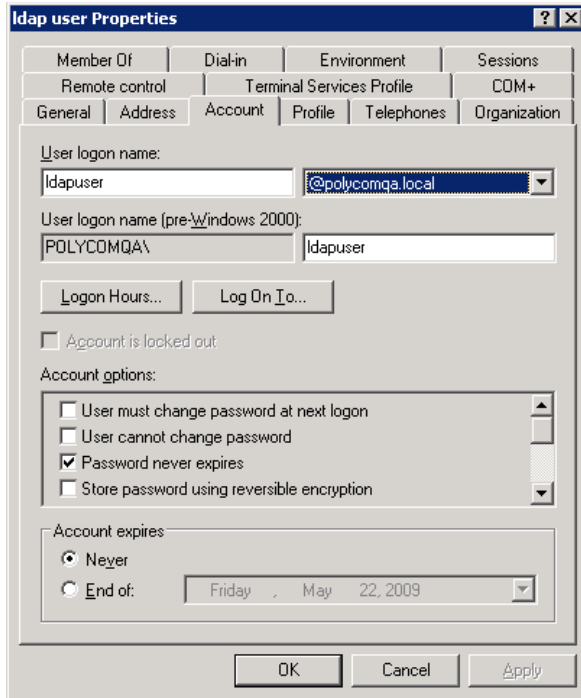 ldap user Properties
Member Of Dial-in Environment Sessions
Remote control Terminal Services Profile COM+
General Address Account Profile Telephones Organization
User logon name:
ldapuser @polycomqa.local
User logon name (pre-Windows 2000):
POLYCOMQA\ ldapuser
Logon Hours... Log On To...
Account is locked out
Account options:
User must change password at next logon
User cannot change password
Password never expires
Store password using reversible encryption
Account expires
Never
End of: Friday , May 22, 2009
OK Cancel Apply